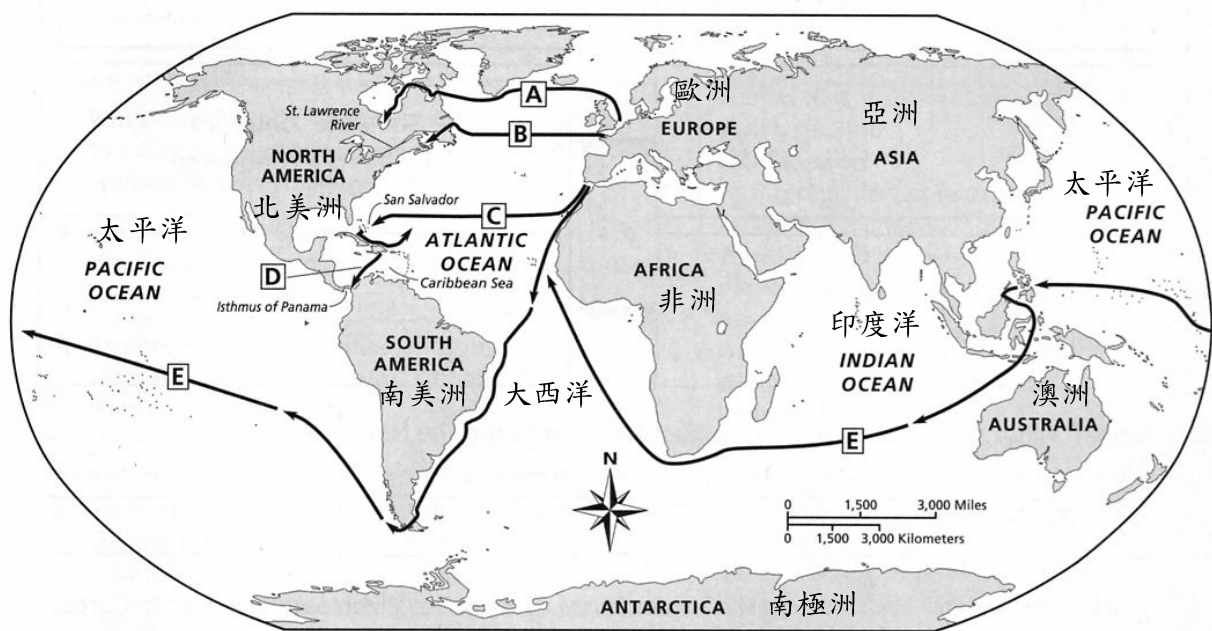 A
歐洲
亞洲
St. Lawrence
River
B
EUROPE
ASIA
NORTH
AMERICA
北美洲
San Salvador
太平洋
PACIFIC
OCEAN
太平洋
PACIFIC
OCEAN
C
ATLANTIC
OCEAN
D
Caribbean Sea
Isthmus of Panama
AFRICA
非洲
印度洋
INDIAN
OCEAN
SOUTH
AMERICA
南美洲
大西洋
E
澳洲
AUSTRALIA
E
N
0 1,500 3,000 Miles
0 1,500 3,000 Kilometers
ANTARCTICA 南極洲